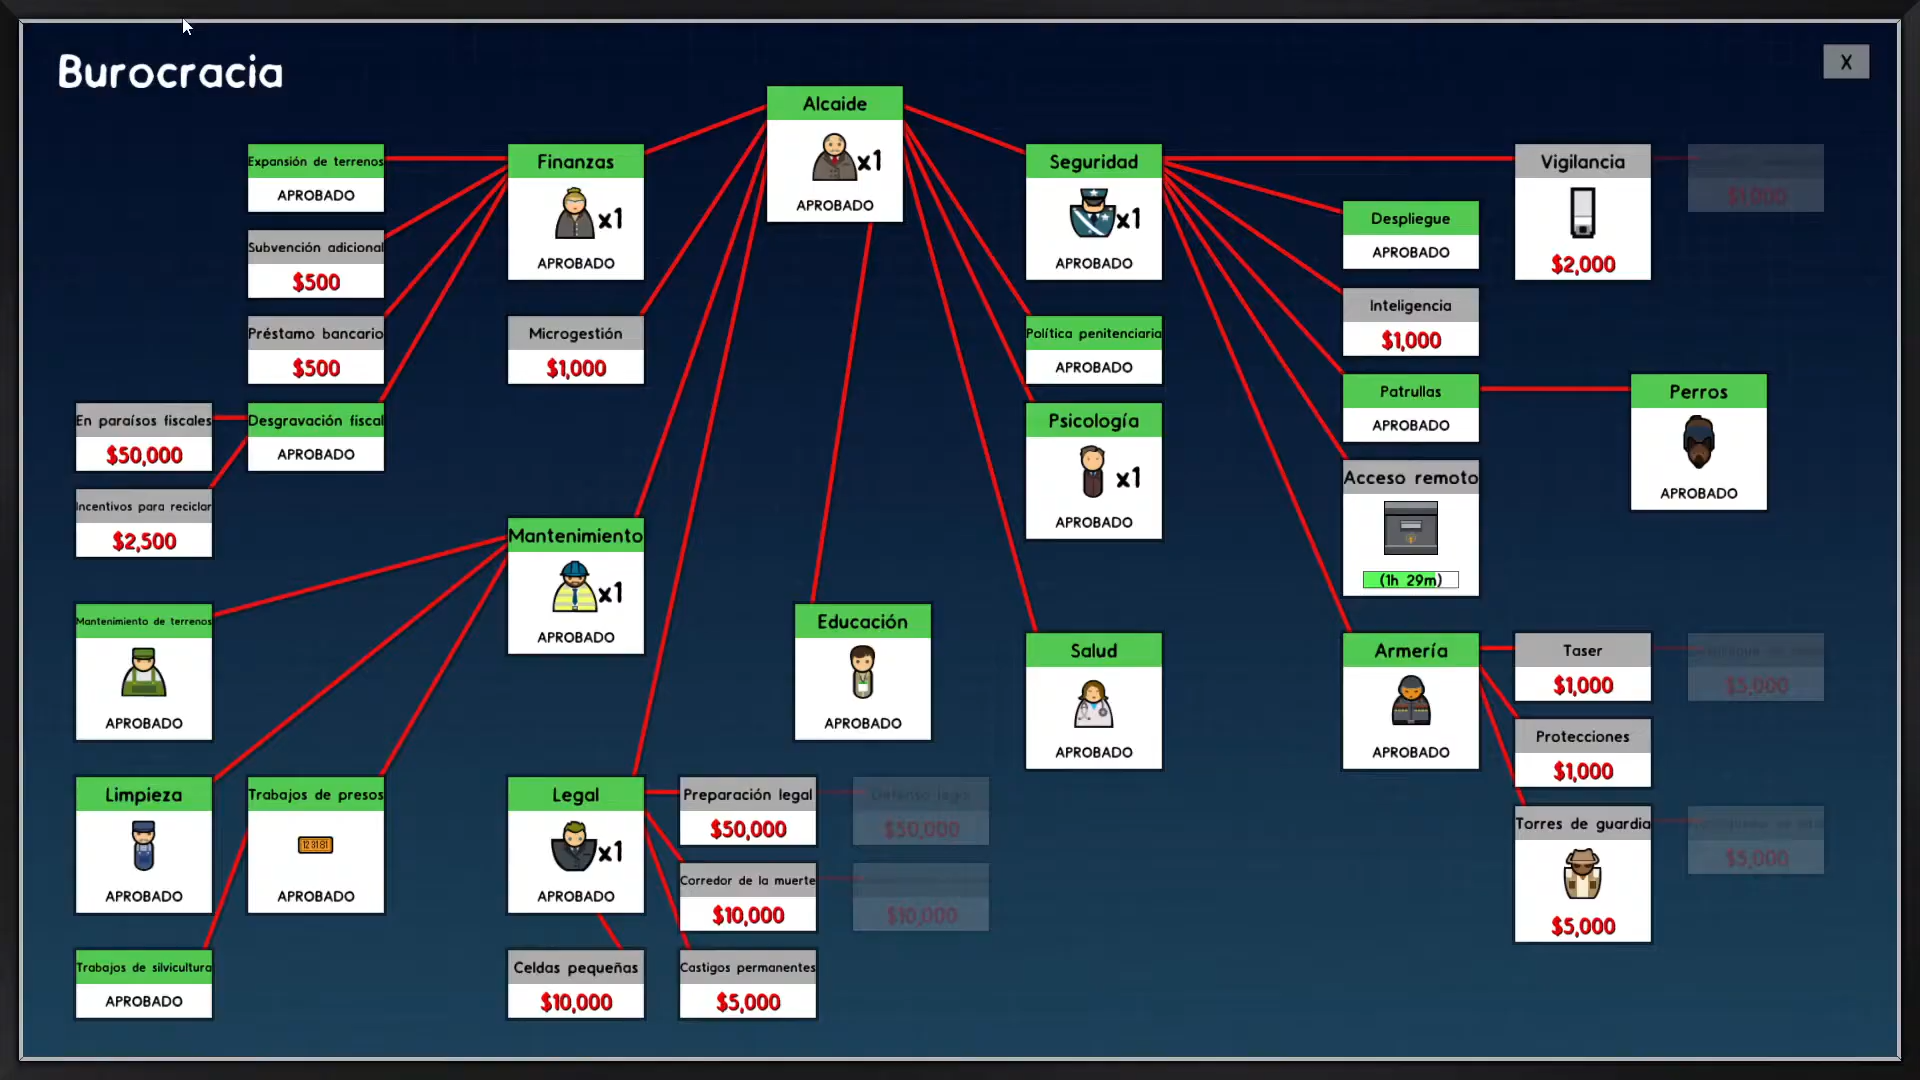 Burocracia
X
Alcaide
x1
APROBADO
Expansión de terrenos
APROBADO
Finanzas
x1
APROBADO
Seguridad
x1
APROBADO
Vigilancia
$2,000
$1,000
Despliegue
APROBADO
Subvención adicional
$500
Inteligencia
$1,000
Préstamo bancario
$500
Microgestión
$1,000
Política penitenciaria
APROBADO
Patrullas
APROBADO
Perros
APROBADO
En paraísos fiscales
$50,000
Desgravación fiscal
APROBADO
Psicología
x1
APROBADO
Acceso remoto
(1h 29m)
Incentivos para reciclar
$2,500
Mantenimiento
x1
APROBADO
Mantenimiento de terrenos
APROBADO
Educación
APROBADO
Salud
APROBADO
Armería
APROBADO
Taser
$1,000
$5,000
Protecciones
$1,000
Limpieza
APROBADO
Trabajos de presos
123181
APROBADO
Legal
x1
APROBADO
Preparación legal
$50,000
Defensa legal
$50,000
Torres de guardia
$5,000
$5,000
Corredor de la muerte
$10,000
$10,000
Trabajos de silvicultura
APROBADO
Celdas pequeñas
$10,000
Castigos permanentes
$5,000